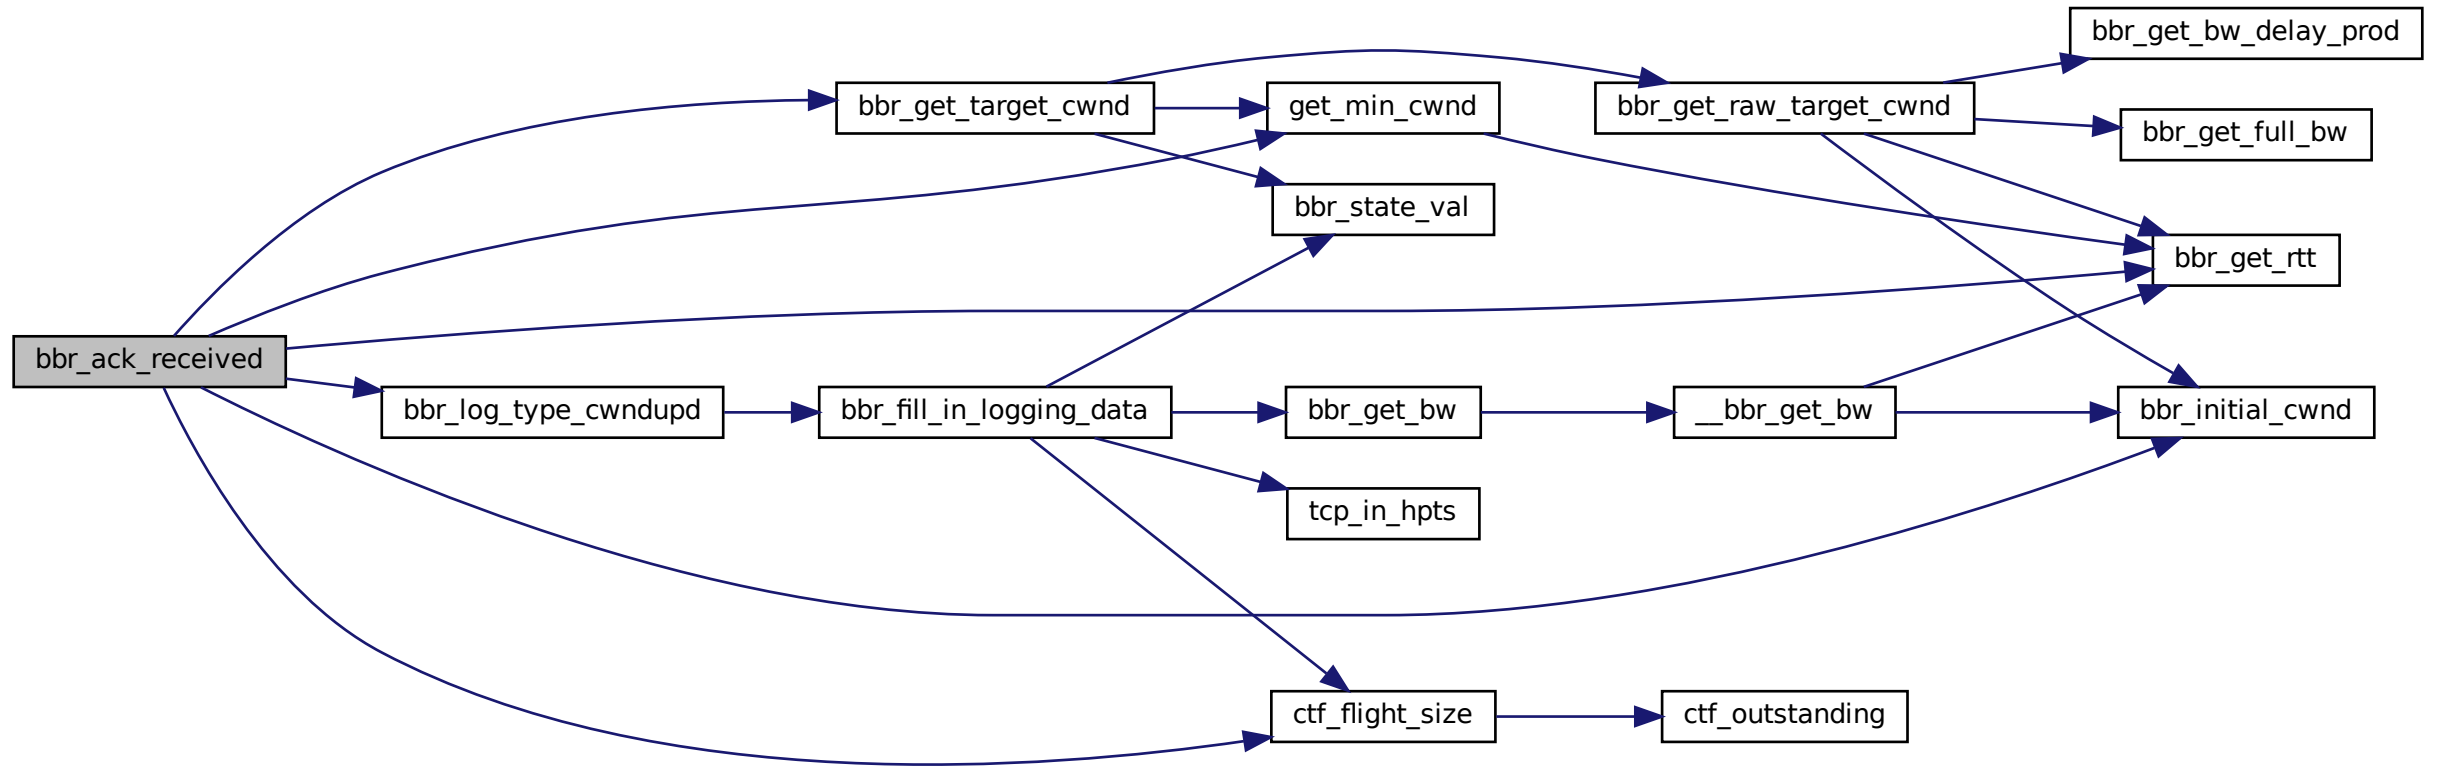 bbr_get_bw_delay_prod
bbr_get_target_cwnd
get_min_cwnd
bbr_get_raw_target_cwnd
bbr_get_full_bw
bbr_state_val
bbr_get_rtt
bbr_ack_received
bbr_log_type_cwndupd
bbr_fill_in_logging_data
bbr_get_bw
__bbr_get_bw
bbr_initial_cwnd
tcp_in_hpts
ctf_flight_size
ctf_outstanding